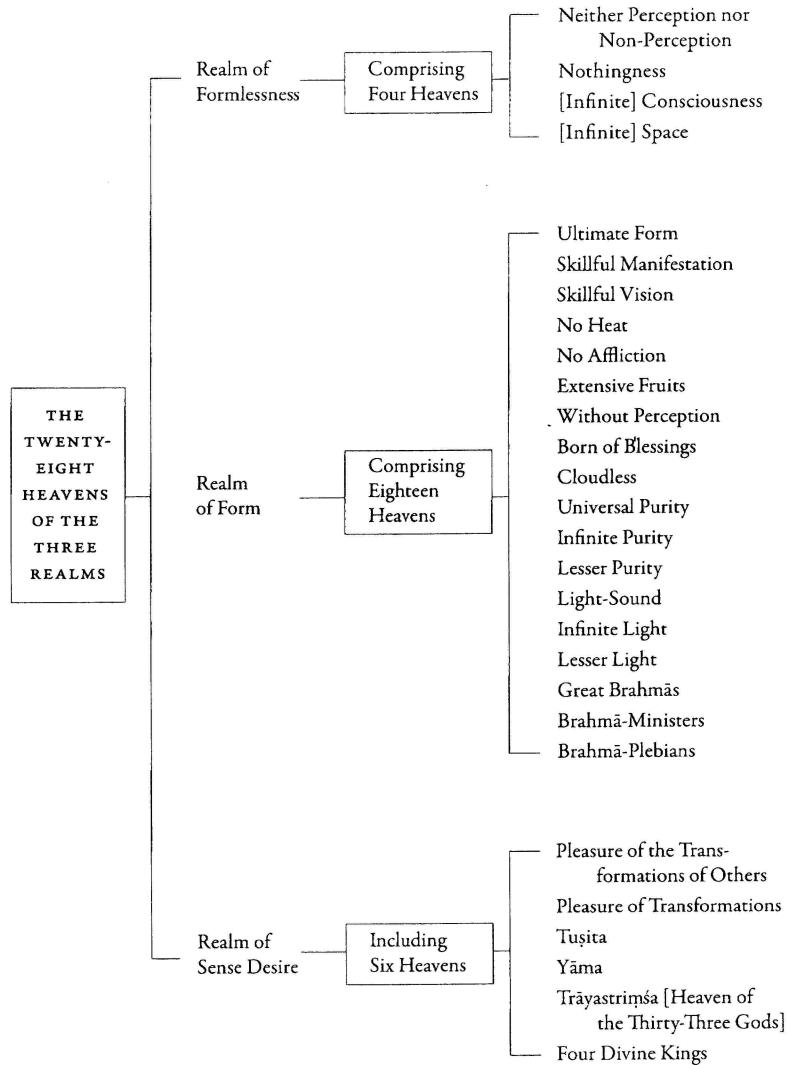 THE
TWENTY-
EIGHT
HEAVENS
OF THE
THREE
REALMS
Realm of
Formlessness
Comprising
Four Heavens
Neither Perception nor
Non-Perception
Nothingness
[Infinite] Consciousness
[Infinite] Space
Realm
of Form
Comprising
Eighteen
Heavens
Ultimate Form
Skillful Manifestation
Skillful Vision
No Heat
No Affliction
Extensive Fruits
Without Perception
Born of Blessings
Cloudless
Universal Purity
Infinite Purity
Lesser Purity
Light-Sound
Infinite Light
Lesser Light
Great Brahmās
Brahmā-Ministers
Brahmā-Plebians
Realm of
Sense Desire
Including
Six Heavens
Pleasure of the Trans-
formations of Others
Pleasure of Transformations
Tuṣita
Yāma
Trāyastriṃśa [Heaven of
the Thirty-Three Gods]
Four Divine Kings